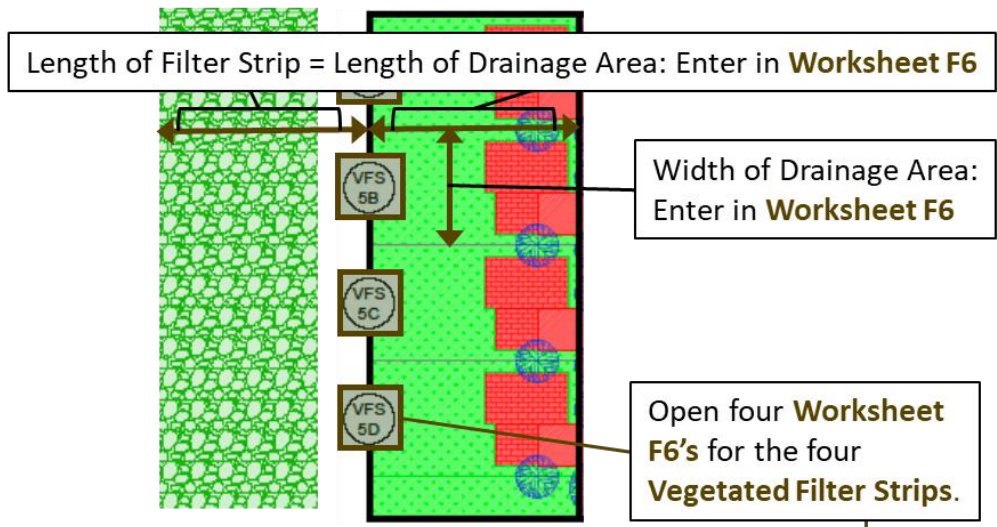 Length of Filter Strip = Length of Drainage Area: Enter in Worksheet F6
Width of Drainage Area:
Enter in Worksheet F6
VFS
5B
VFS
5C
VFS
5D
Open four Worksheet
F6's for the four
Vegetated Filter Strips.